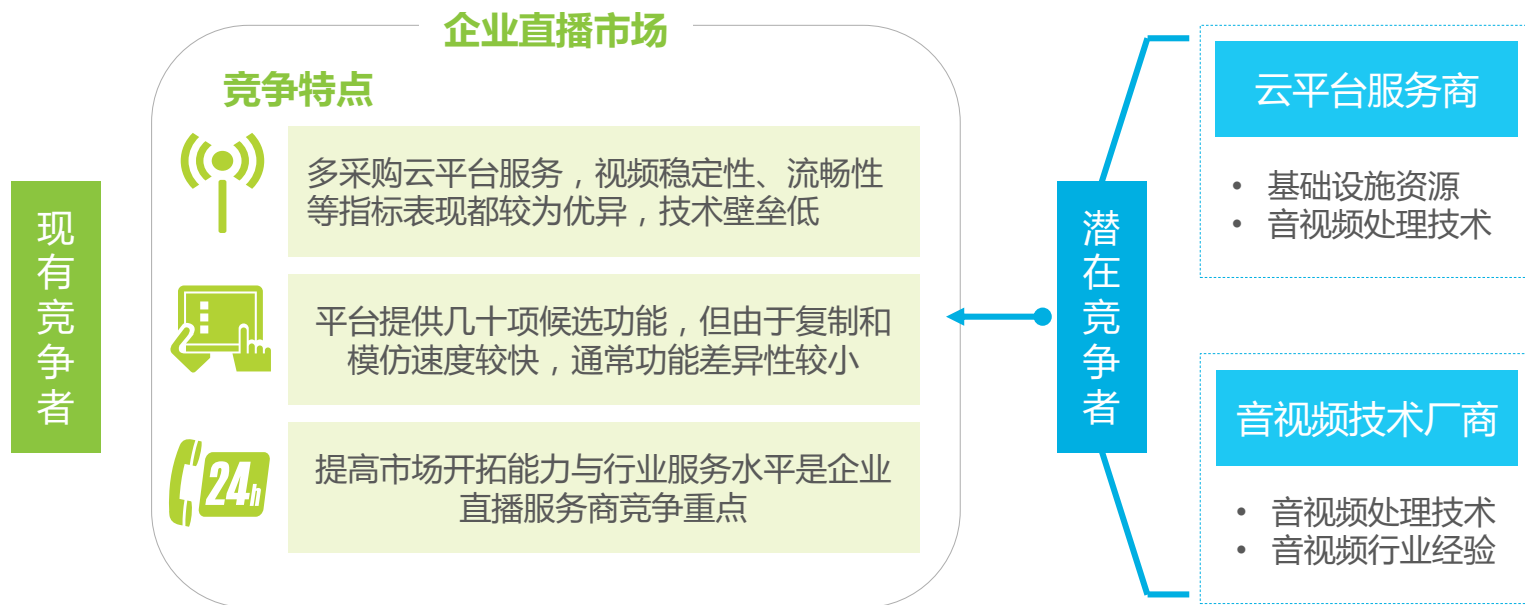 企业直播市场
竞争特点
现有竞争者
多采购云平台服务，视频稳定性、流畅性
等指标表现都较为优异，技术壁垒低
平台提供几十项候选功能，但由于复制和
模仿速度较快，通常功能差异性较小
24h
提高市场开拓能力与行业服务水平是企业
直播服务商竞争重点
潜在竞争者
云平台服务商
• 基础设施资源
• 音视频处理技术
音视频技术厂商
• 音视频处理技术
• 音视频行业经验